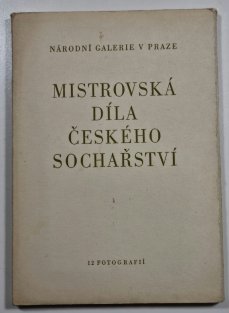 NÁRODNÍ GALERIE V PRAZE
MISTROVSKÁ
DÍLA
ČESKÉHO
SOCHAŘSTVÍ
12 FOTOGRAFIÍ